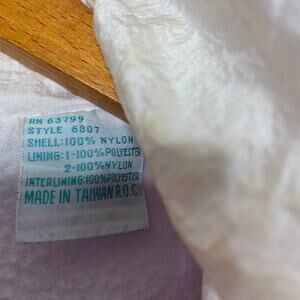 RN 63799
STYLE 6807
SHELL:100% NYLON
LINING:1-100% POLYESTER
2-100% NYLON
INTERLINING:100% POLYESTER
MADE IN TAIWAN R.O.C.